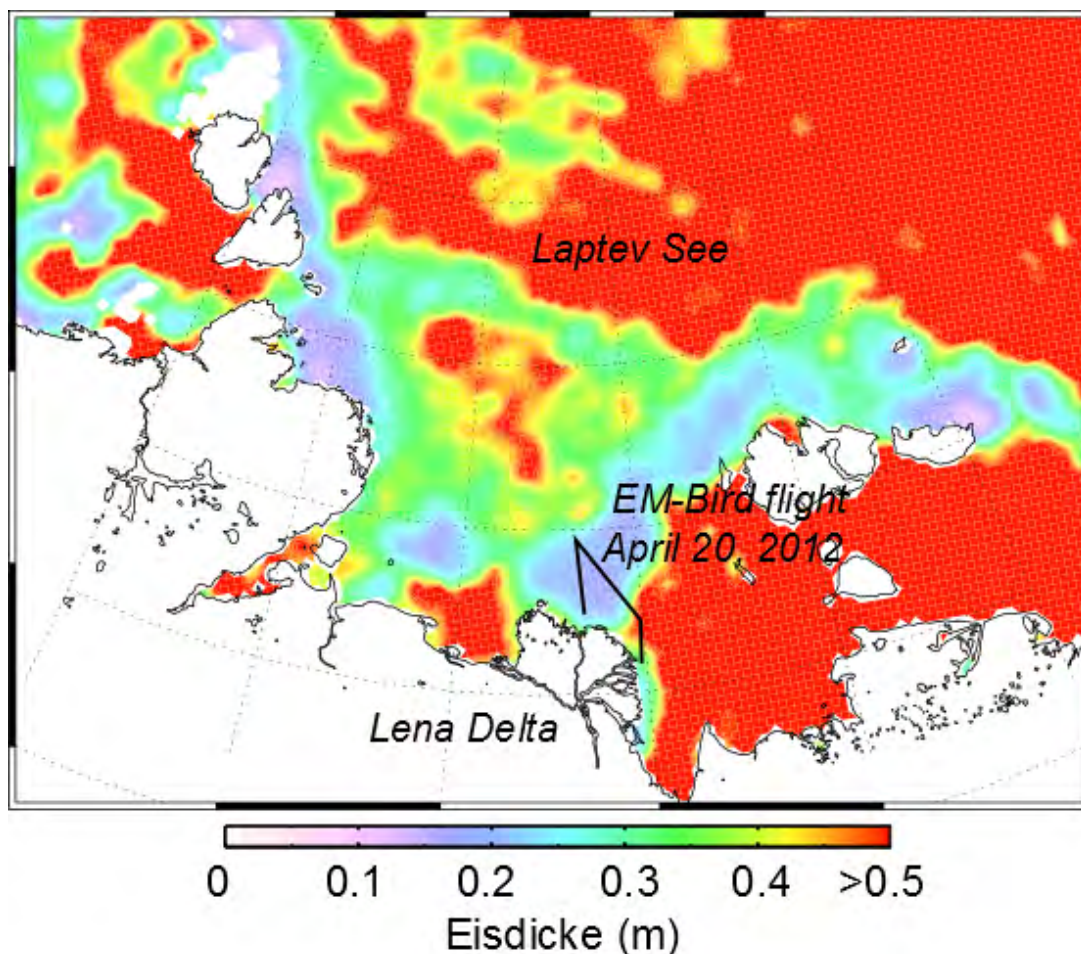 Laptev See
EM-Bird flight
April 20, 2012
Lena Delta
0 0.1 0.2 0.3 0.4 >0.5
Eisdicke (m)